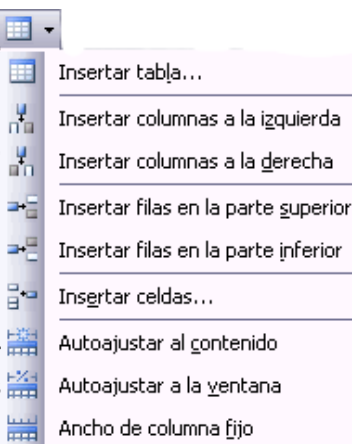 Insertar tabla...
Insertar columnas a la izquierda
Insertar columnas a la derecha
Insertar filas en la parte superior
Insertar filas en la parte inferior
Insertar celdas...
Autoajustar al contenido
Autoajustar a la ventana
Ancho de columna fijo